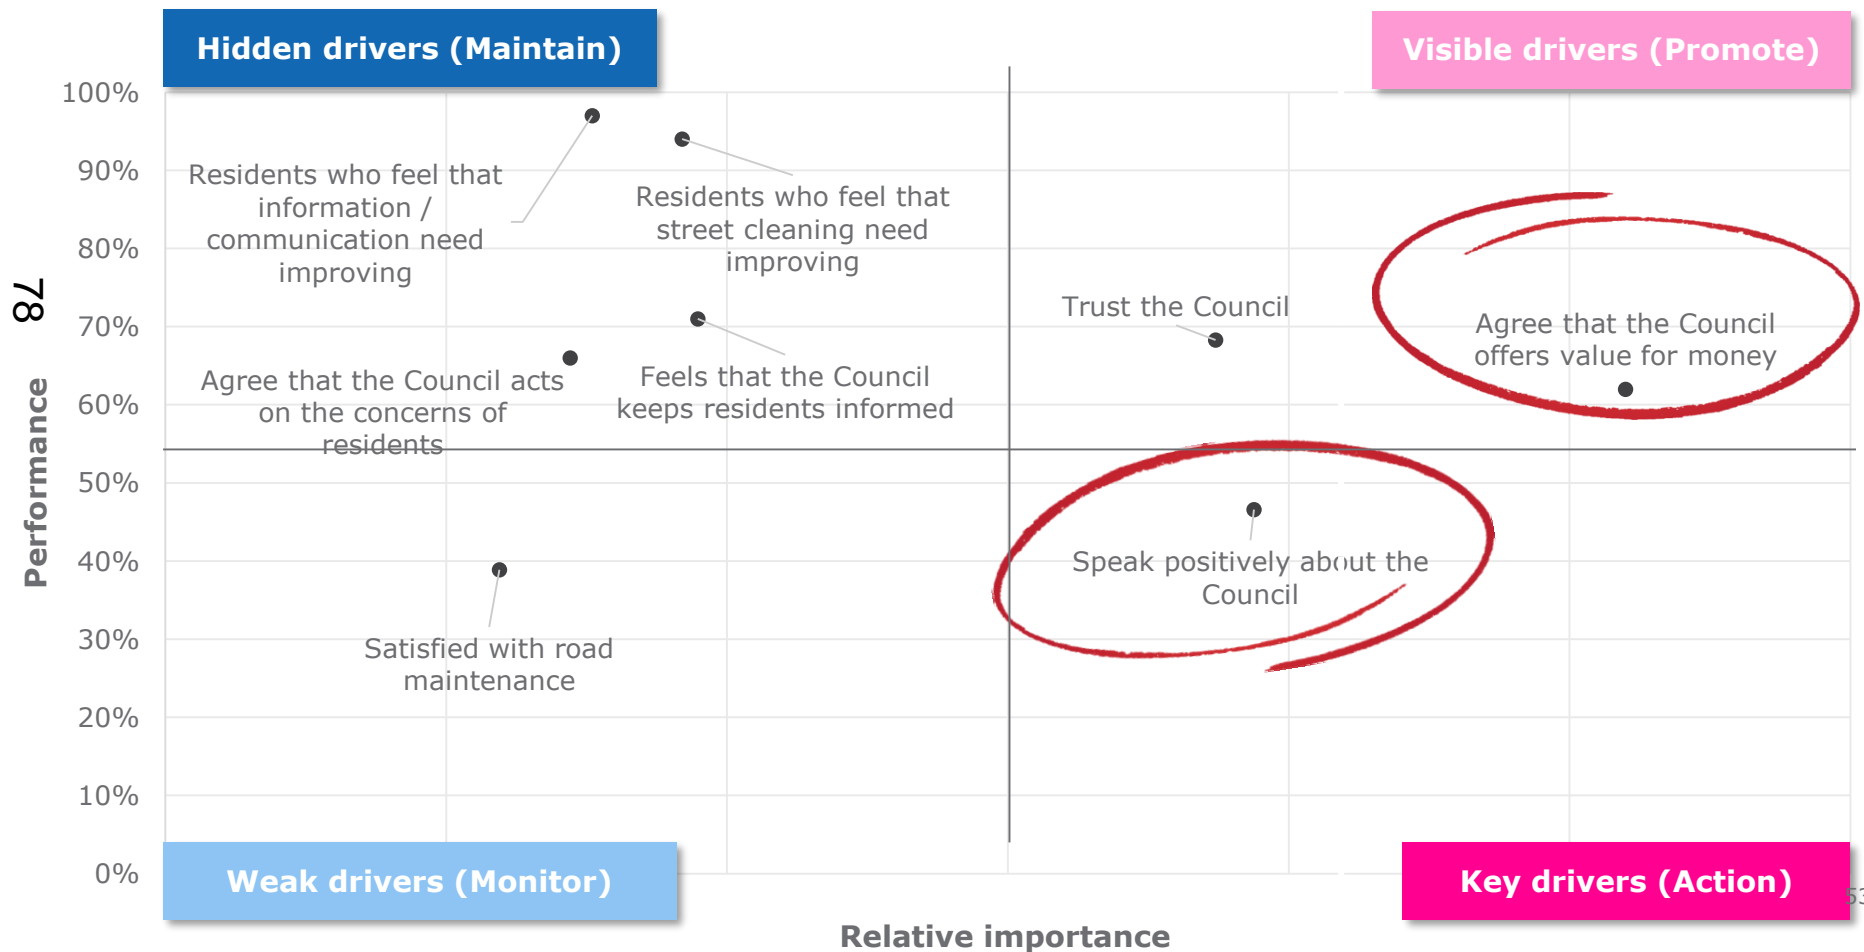 Hidden drivers (Maintain)
Visible drivers (Promote)
100%
90%
80%
70%
60%
50%
40%
30%
20%
10%
0%
78
Performance
Residents who feel that
information /
communication need
improving
Residents who feel that
street cleaning need
improving
Trust the Council
Agree that the Council
offers value for money
Agree that the Council acts
on the concerns of
residents
Feels that the Council
keeps residents informed
Speak positively about the
Council
Satisfied with road
maintenance
Weak drivers (Monitor)
Key drivers (Action)
53
Relative importance